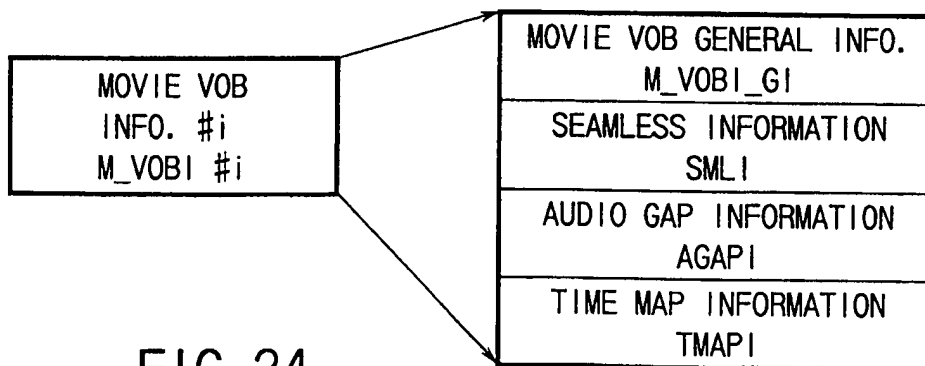 MOVIE VOB
INFO. #i
M_VOBI #i
MOVIE VOB GENERAL INFO.
M_VOBI_GI
SEAMLESS INFORMATION
SMLI
AUDIO GAP INFORMATION
AGAPI
TIME MAP INFORMATION
TMAPI